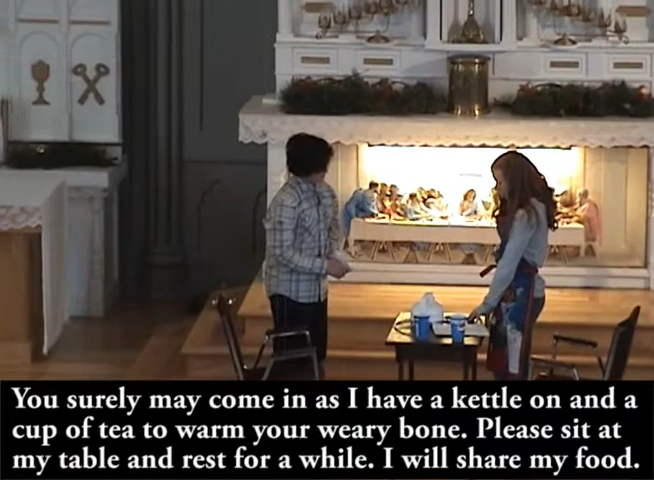 You surely may come in as I have a kettle on and a
cup of tea to warm your weary bone. Please sit at
my table and rest for a while. I will share my food.